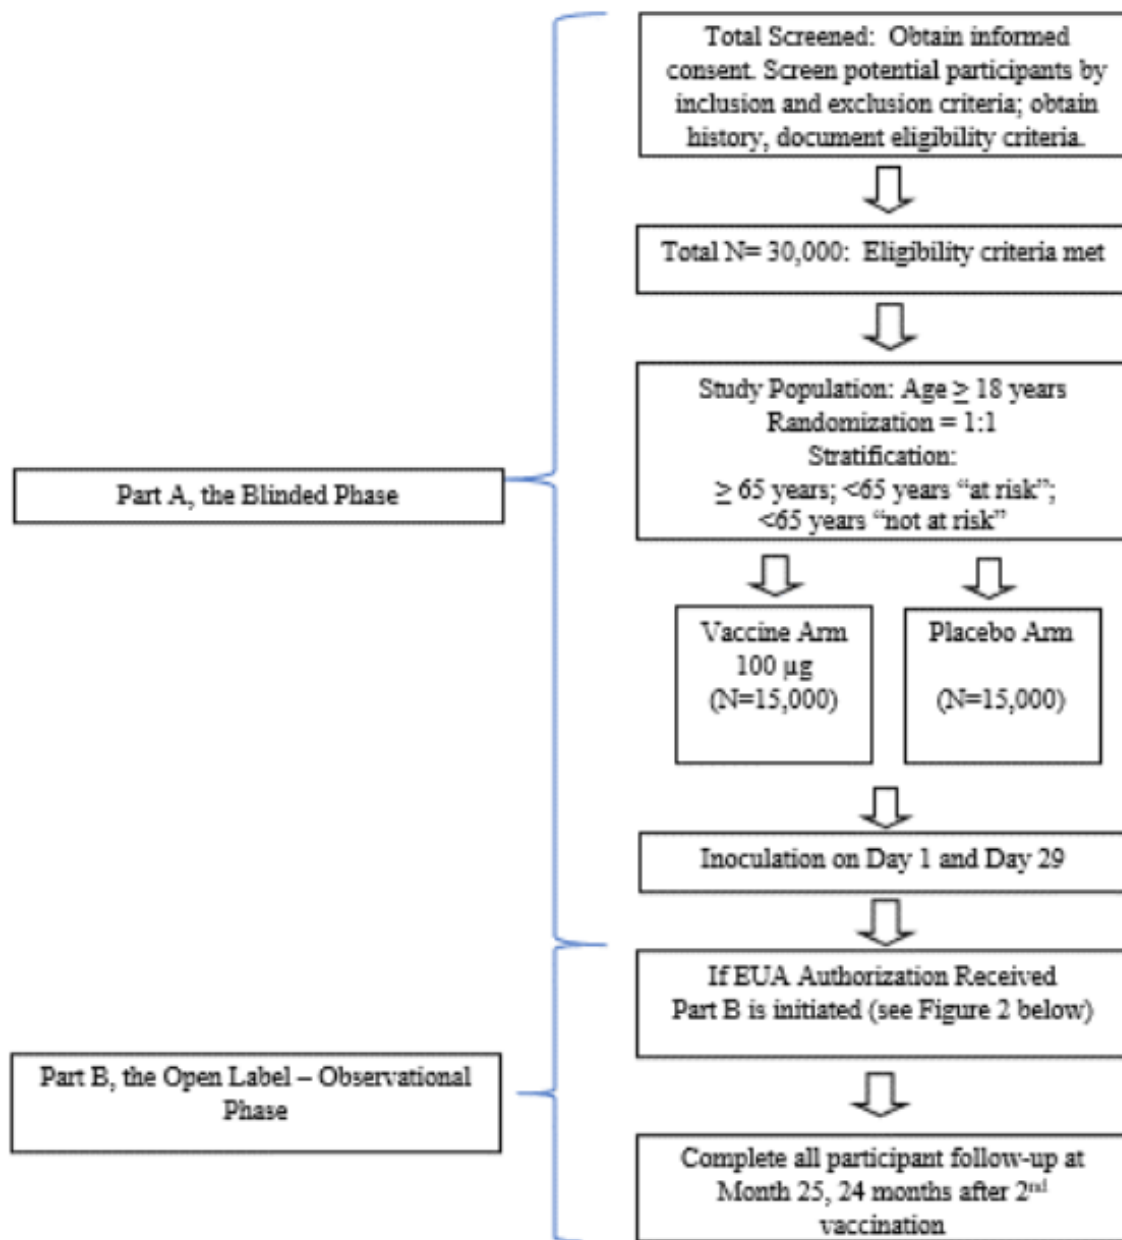 Total Screened: Obtain informed
consent. Screen potential participants by
inclusion and exclusion criteria; obtain
history, document eligibility criteria.
Total N= 30,000: Eligibility criteria met
Study Population: Age ≥ 18 years
Randomization = 1:1
Stratification:
≥ 65 years; <65 years “at risk”;
<65 years “not at risk”
Part A, the Blinded Phase
Vaccine Arm
100 µg
(N=15,000)
Placebo Arm
(N=15,000)
Inoculation on Day 1 and Day 29
If EUA Authorization Received
Part B is initiated (see Figure 2 below)
Part B, the Open Label – Observational
Phase
Complete all participant follow-up at
Month 25, 24 months after 2nd
vaccination